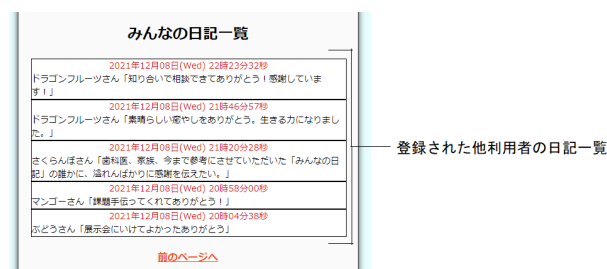 みんなの日記一覧
2021年12月08日(Wed) 22時23分32秒
ドラゴンフルーツさん「知り合いで相談できてありがとう！感謝していま
す！」
2021年12月08日(Wed) 21時46分57秒
ドラゴンフルーツさん「素晴らしい癒やしをありがとう。生きる力になりまし
た。」
2021年12月08日(Wed) 21時20分28秒
さくらんぼさん「歯科医、家族、今まで参考にさせていただいた「みんなの日
記」の誰かに、溢れんばかりに感謝を伝えたい。」
2021年12月08日(Wed) 20時58分00秒
マンゴーさん「課題手伝ってくれてありがとう！」
2021年12月08日(Wed) 20時04分38秒
ぶどうさん「展示会にいけてよかったありがとう」
前のページへ
登録された他利用者の日記一覧